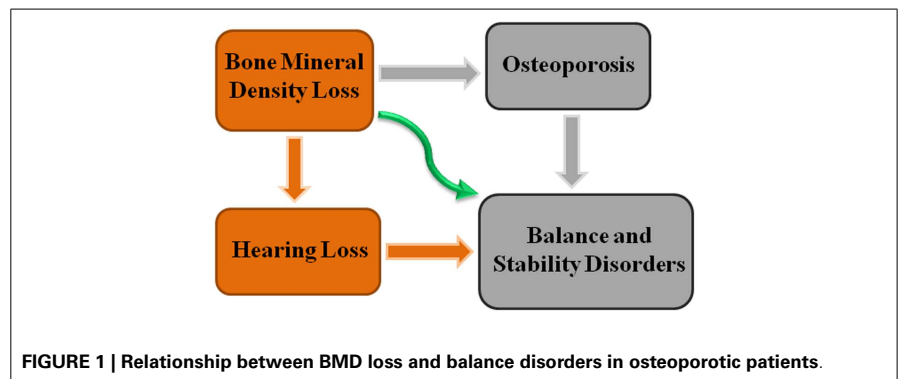 Bone Mineral
Density Loss
Osteoporosis
Hearing Loss
Balance and
Stability Disorders
FIGURE 1 | Relationship between BMD loss and balance disorders in osteoporotic patients.